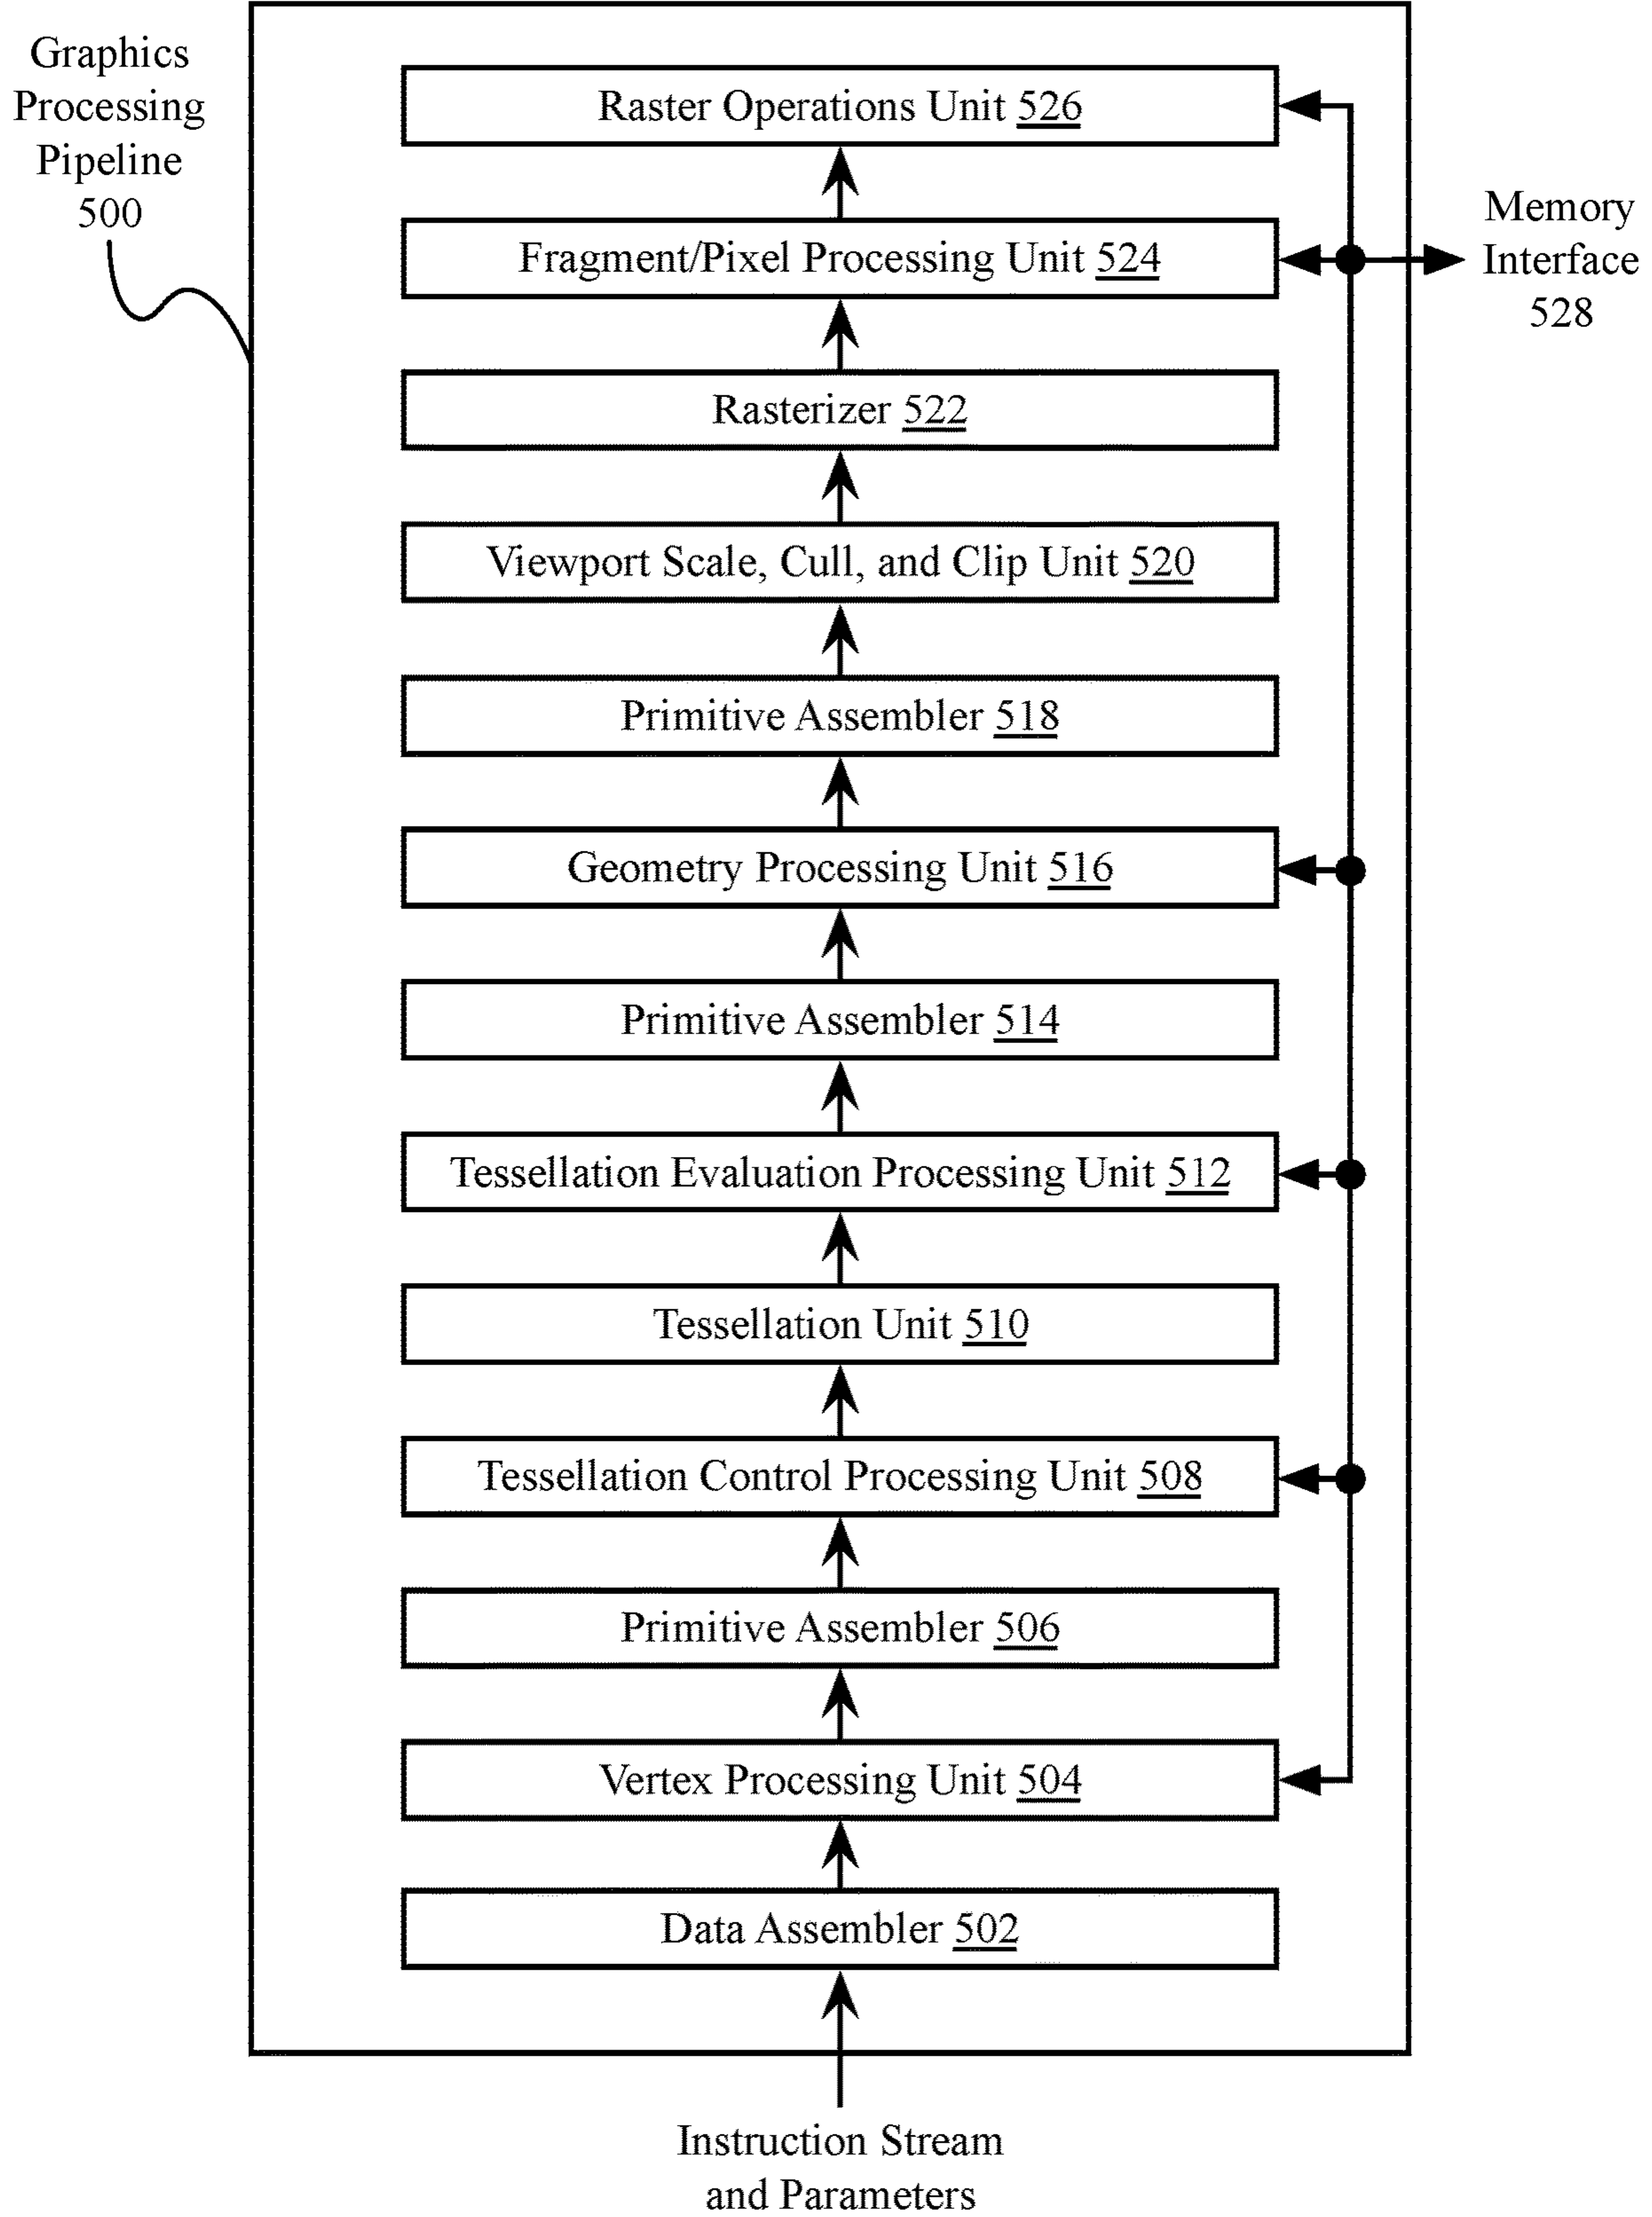 Graphics
Processing
Pipeline
500
Raster Operations Unit 526
Fragment/Pixel Processing Unit 524
Memory
Interface
528
Rasterizer 522
Viewport Scale, Cull, and Clip Unit 520
Primitive Assembler 518
Geometry Processing Unit 516
Primitive Assembler 514
Tessellation Evaluation Processing Unit 512
Tessellation Unit 510
Tessellation Control Processing Unit 508
Primitive Assembler 506
Vertex Processing Unit 504
Data Assembler 502
Instruction Stream
and Parameters